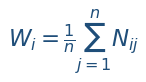 $W_i = \frac{1}{n} \sum_{j=1}^{n} N_{ij}$